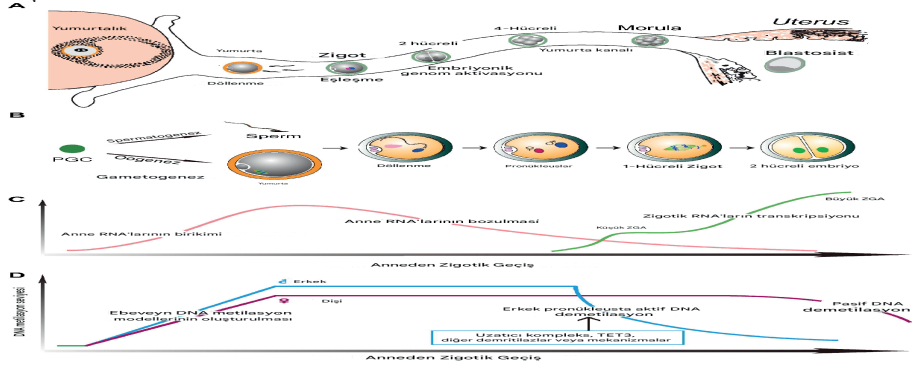 A
Yumurtalık
Yumurta
Döllenme
Zigot
Eşleşme
2 hücreli
Embriyonik
genom aktivasyonu
4-Hücreli
Yumurta kanalı
Morula
Uterus
Blastosist
B
PGC
Spermatogenez
Oogenez
Gametogenez
Sperm
Yumurta
Döllenme
Pronükleuslar
1-Hücreli Zigot
2 hücreli embriyo
C
Anne RNA'larının birikimi
Anne RNA'larının bozulması
Küçük ZGA
Zigotik RNA'ların transkripsiyonu
Büyük ZGA
Anneden Zigotik Geçiş
D
DNA metilasyon seviyesi
Erkek
Dişi
Ebeveyn DNA metilasyon
modellerinin oluşturulması
Erkek pronükleusta aktif DNA
demetilasyon
Uzatıcı kompleks, TET3,
diğer demritilazlar veya mekanizmalar
Pasif DNA
demetilasyon
Anneden Zigotik Geçiş